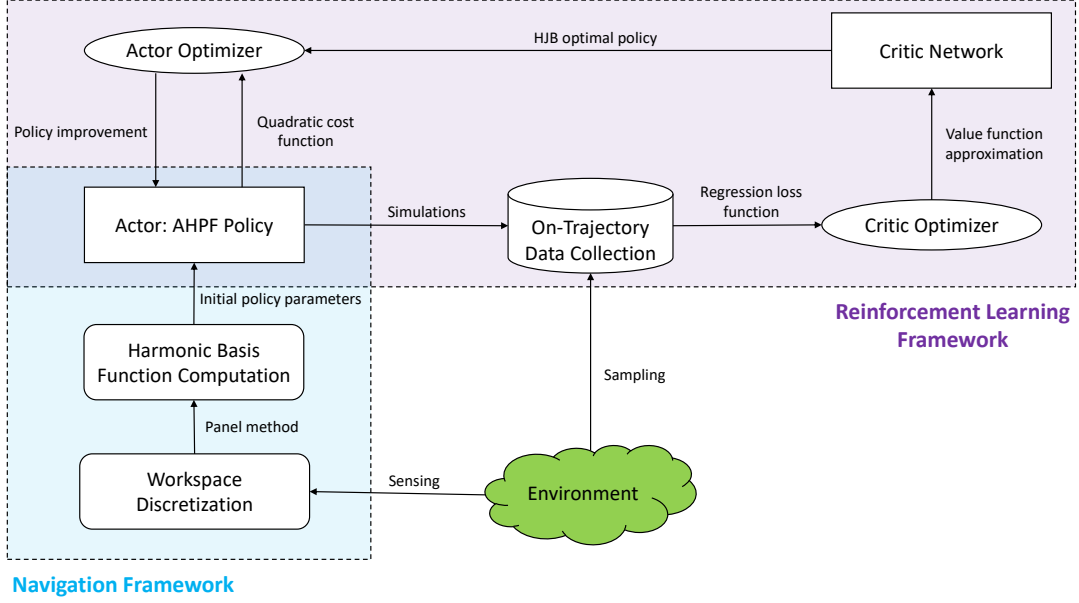 Actor Optimizer
HJB optimal policy
Critic Network
Policy improvement
Quadratic cost
function
Value function
approximation
Actor: AHPF Policy
Simulations
On-Trajectory
Data Collection
Regression loss
function
Critic Optimizer
Initial policy parameters
Reinforcement Learning
Framework
Harmonic Basis
Function Computation
Sampling
Panel method
Workspace
Discretization
Sensing
Environment
Navigation Framework